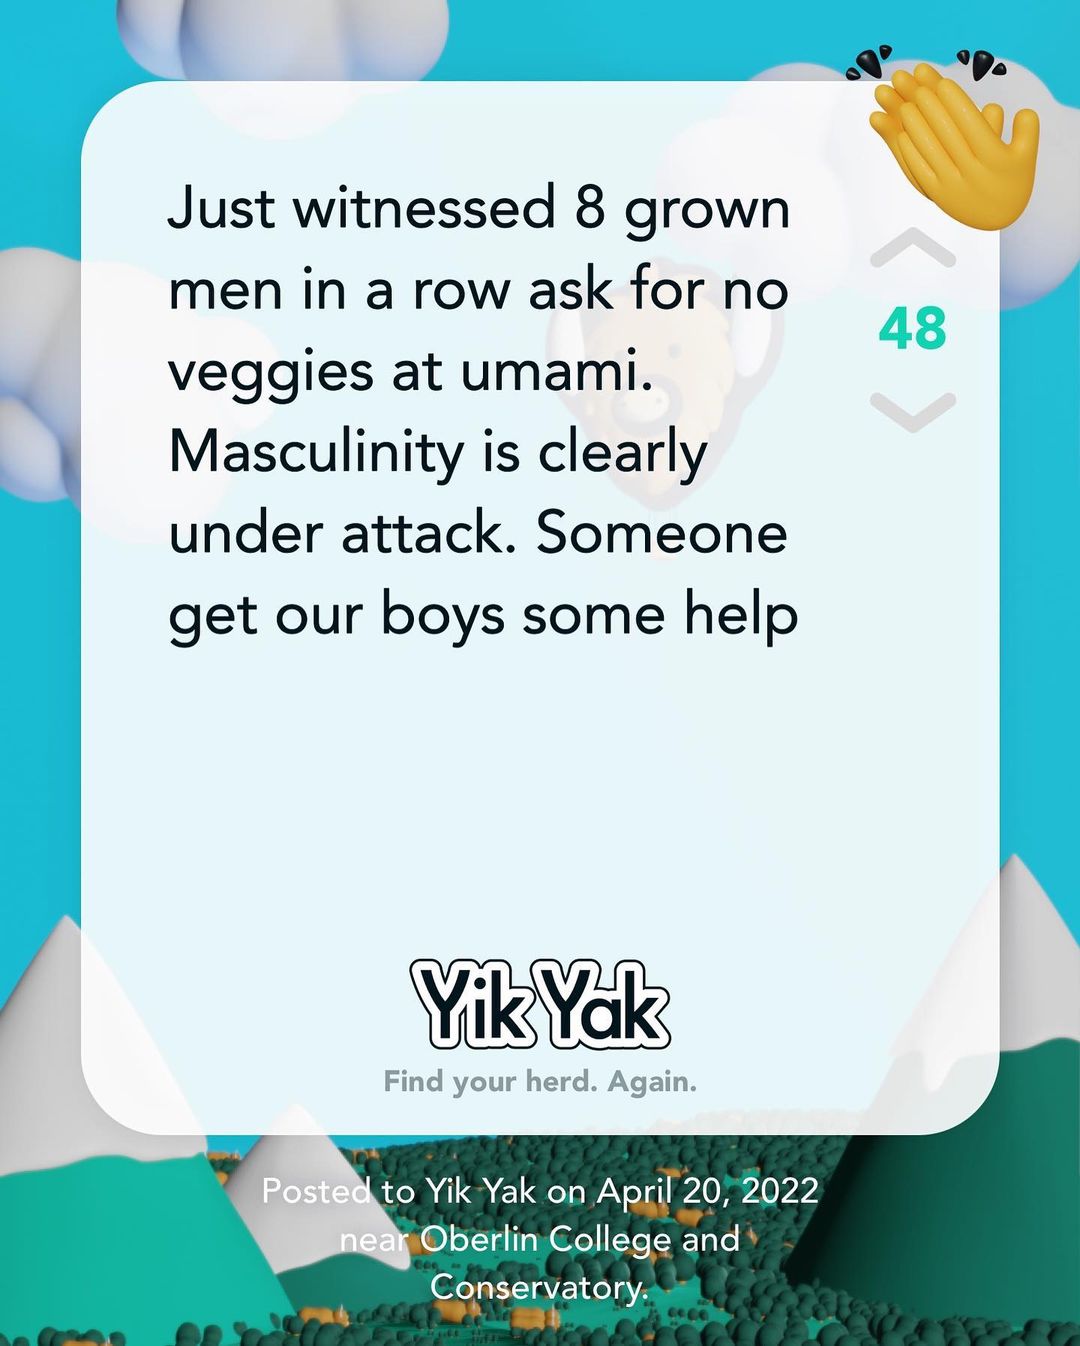 Just witnessed 8 grown
men in a row ask for no
veggies at umami.
Masculinity is clearly
under attack. Someone
get our boys some help
48
Yik Yak
Find your herd. Again.
Posted to Yik Yak on April 20, 2022
near Oberlin College and
Conservatory.